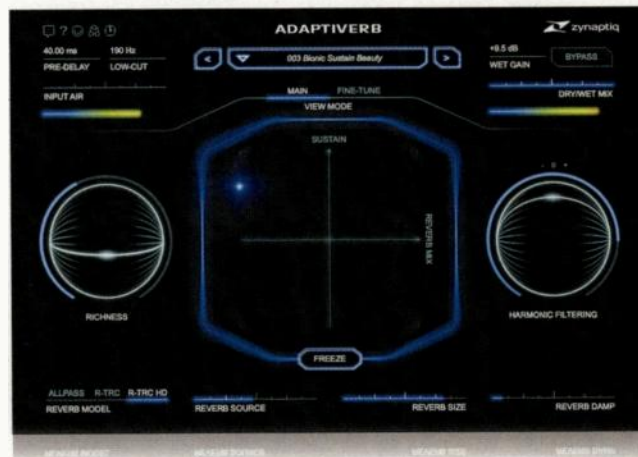 ADAPTIVERB
zynaptiq
40.00 ms
190 Hz
PRE-DELAY
LOW-CUT
< 003 Bionic Sustain Beauty >
+9.5 dB
WET GAIN
BYPASS
INPUT AIR
MAIN
FINE-TUNE
VIEW MODE
DRY/WET MIX
SUSTAIN
REVERB MIX
- 0 +
RICHNESS
HARMONIC FILTERING
FREEZE
ALLPASS R-TRC R-TRC HD
REVERB MODEL
REVERB SOURCE
REVERB SIZE
REVERB DAMP